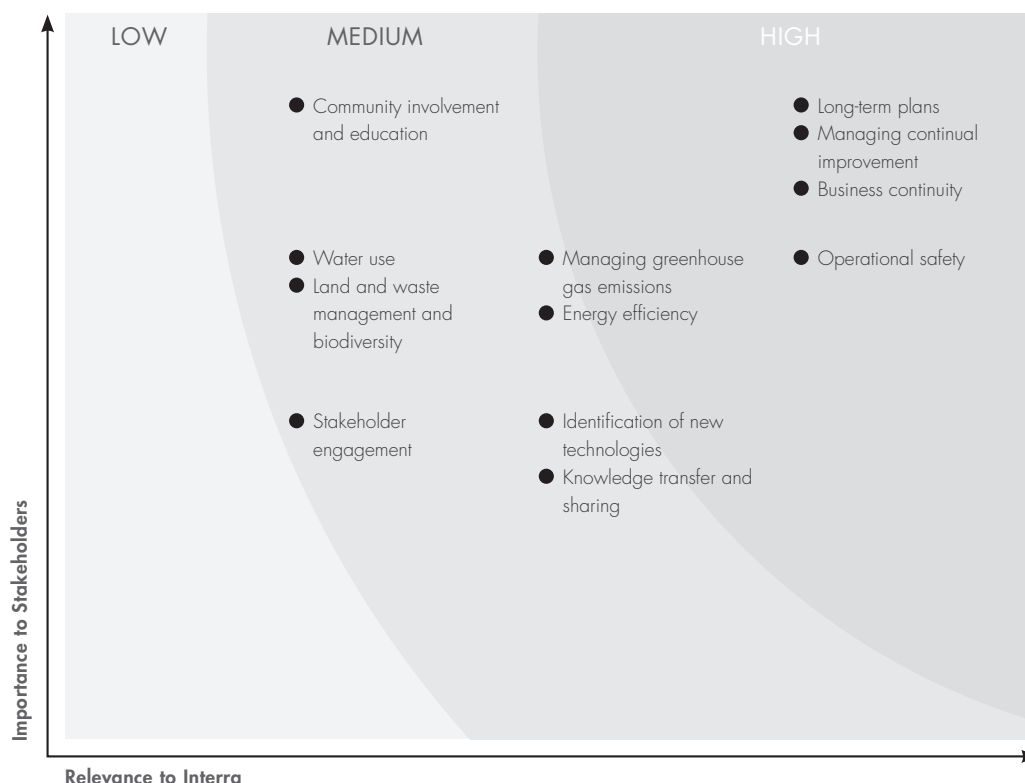 LOW
MEDIUM
HIGH
Community involvement
and education
Long-term plans
Managing continual
improvement
Business continuity
Water use
Land and waste
management and
biodiversity
Managing greenhouse
gas emissions
Energy efficiency
Operational safety
Stakeholder
engagement
Identification of new
technologies
Knowledge transfer and
sharing
Importance to Stakeholders
Relevance to Interra